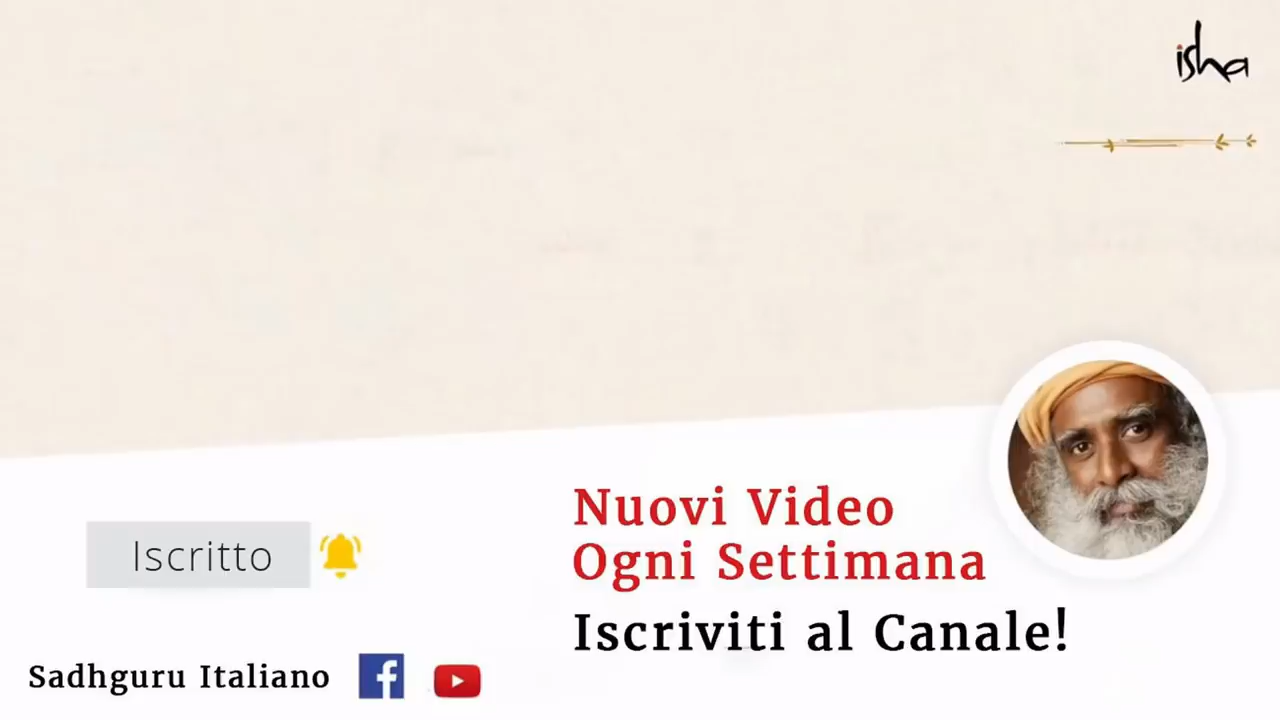 isha
Nuovi Video
Ogni Settimana
Iscritto
Iscriviti al Canale!
Sadhguru Italiano